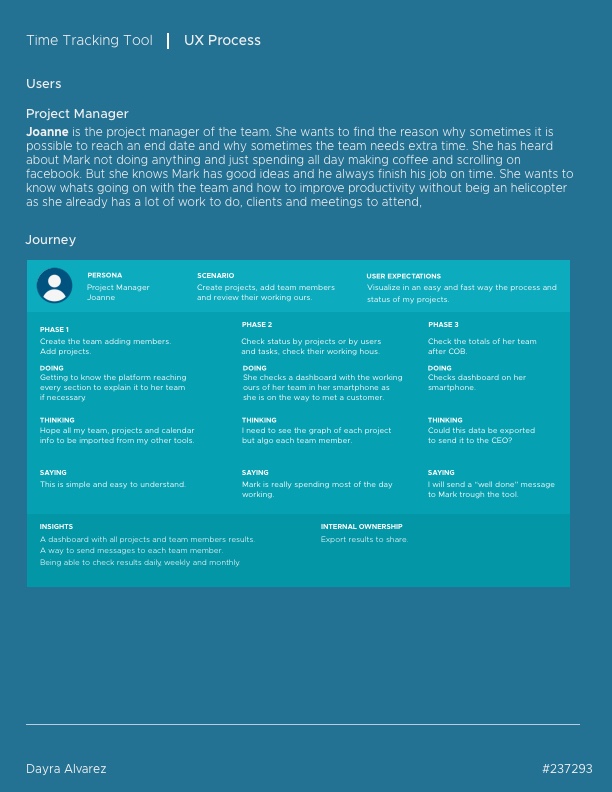 Time Tracking Tool | UX Process
Users
Project Manager
Joanne is the project manager of the team. She wants to find the reason why sometimes it is
possible to reach an end date and why sometimes the team needs extra time. She has heard
about Mark not doing anything and just spending all day making coffee and scrolling on
facebook. But she knows Mark has good ideas and he always finish his job on time. She wants to
know whats going on with the team and how to improve productivity without beig an helicopter
as she already has a lot of work to do, clients and meetings to attend,
Journey
PERSONA
Project Manager
Joanne
SCENARIO
Create projects, add team members
and review their working ours.
USER EXPECTATIONS
Visualize in an easy and fast way the process and
status of my projects.
PHASE 1
Create the team adding members.
Add projects.
DOING
Getting to know the platform reaching
every section to explain it to her team
if necessary
THINKING
Hope all my team, projects and calendar
info to be imported from my other tools.
SAYING
This is simple and easy to understand.
PHASE 2
Check status by projects or by users
and tasks, check their working hous.
DOING
She checks a dashboard with the working
ours of her team in her smartphone as
she is on the way to met a customer.
THINKING
I need to see the graph of each project
but algo each team member.
SAYING
Mark is really spending most of the day
working.
PHASE 3
Check the totals of her team
after COB.
DOING
Checks dashboard on her
smartphone.
THINKING
Could this data be exported
to send it to the CEO?
SAYING
I will send a "well done" message
to Mark trough the tool.
INSIGHTS
A dashboard with all projects and team members results.
A way to send messages to each team member.
Being able to check results daily, weekly and monthly
INTERNAL OWNERSHIP
Export results to share.
Dayra Alvarez
#237293